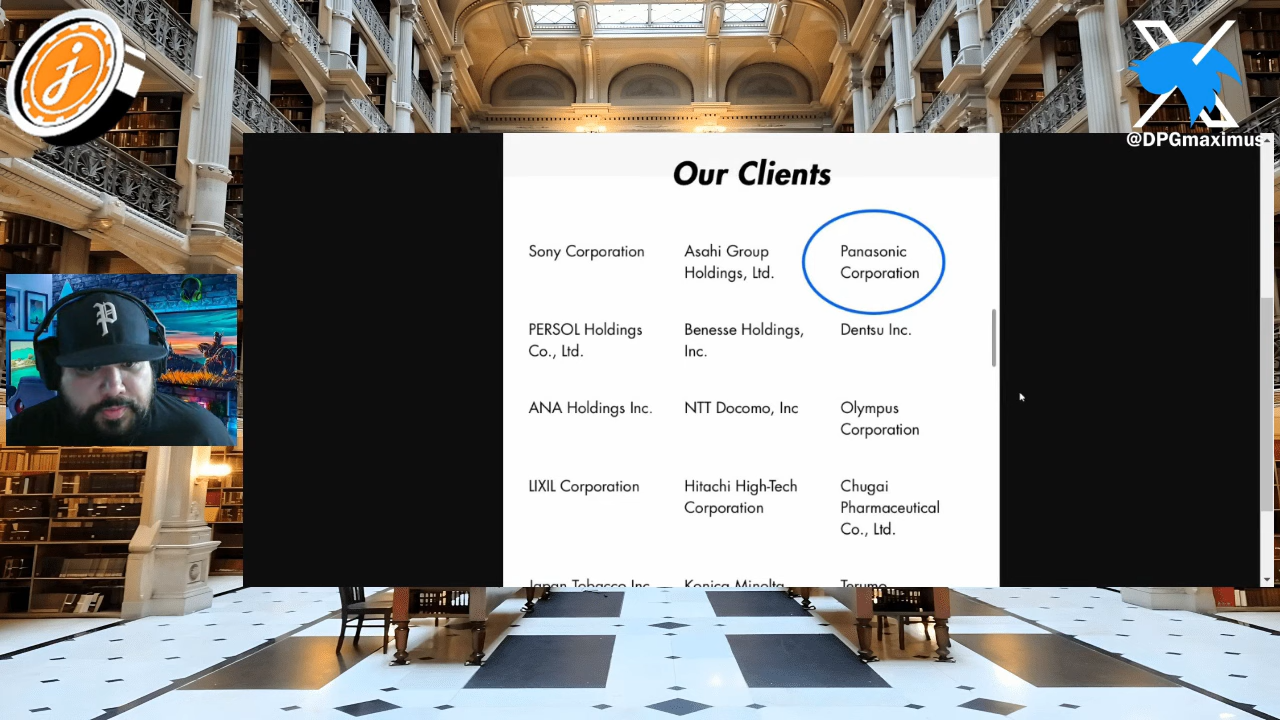 @DPGmaximus
Our Clients
Sony Corporation
Asahi Group
Holdings, Ltd.
Panasonic
Corporation
PERSOL Holdings
Co., Ltd.
Benesse Holdings,
Inc.
Dentsu Inc.
ANA Holdings Inc.
NTT Docomo, Inc
Olympus
Corporation
LIXIL Corporation
Hitachi High-Tech
Corporation
Chugai
Pharmaceutical
Co., Ltd.
Japan Tobacco Inc.
Konica Minolta
Terumo
P
j